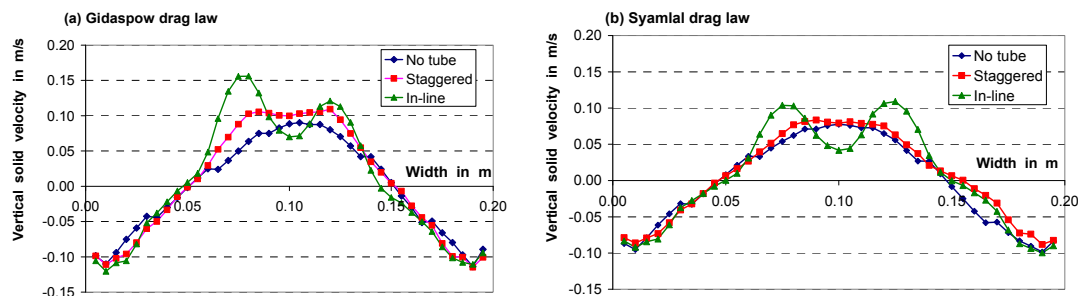 (a) Gidaspow drag law
Vertical solid velocity in m/s
0.20
0.15
0.10
0.05
0.00
-0.05
-0.10
-0.15
0.00
0.05
0.10
0.15
0.20
Width in m
No tube
Staggered
In-line
(b) Syamlal drag law
Vertical solid velocity in m/s
0.20
0.15
0.10
0.05
0.00
-0.05
-0.10
-0.15
0.00
0.05
0.10
0.15
0.20
Width in m
No tube
Staggered
In-line